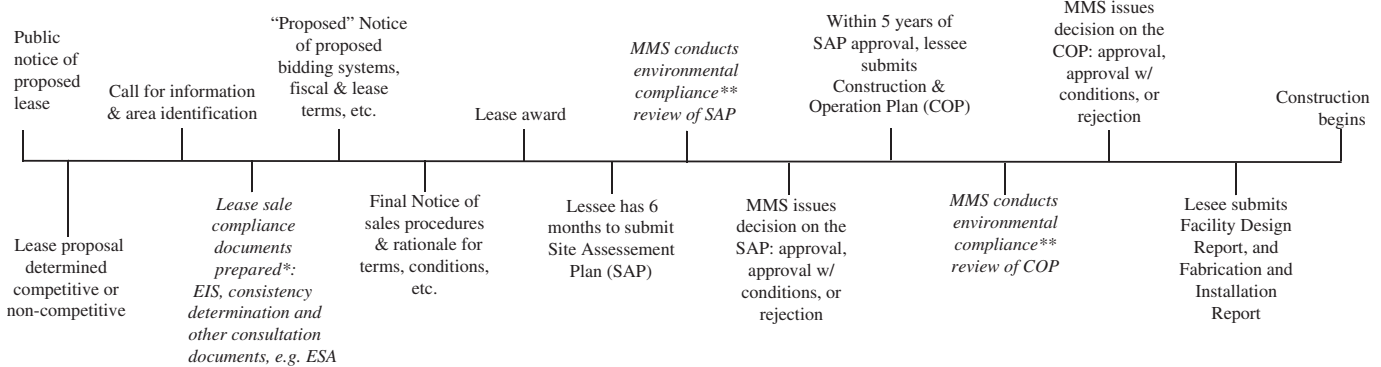 Public
notice of
proposed
lease
Lease proposal
determined
competitive or
non-competitive
Call for information
& area identification
Lease sale
compliance
documents
prepared*:
EIS, consistency
determination and
other consultation
documents, e.g. ESA
“Proposed” Notice
of proposed
bidding systems,
fiscal & lease
terms, etc.
Final Notice of
sales procedures
& rationale for
terms, conditions,
etc.
Lease award
Lessee has 6
months to submit
Site Assessement
Plan (SAP)
MMS conducts
environmental
compliance**
review of SAP
MMS issues
decision on the
SAP: approval,
approval w/
conditions, or
rejection
Within 5 years of
SAP approval, lessee
submits
Construction &
Operation Plan (COP)
MMS conducts
environmental
compliance**
review of COP
MMS issues
decision on the
COP: approval,
approval w/
conditions, or
rejection
Lesee submits
Facility Design
Report, and
Fabrication and
Installation
Report
Construction
begins